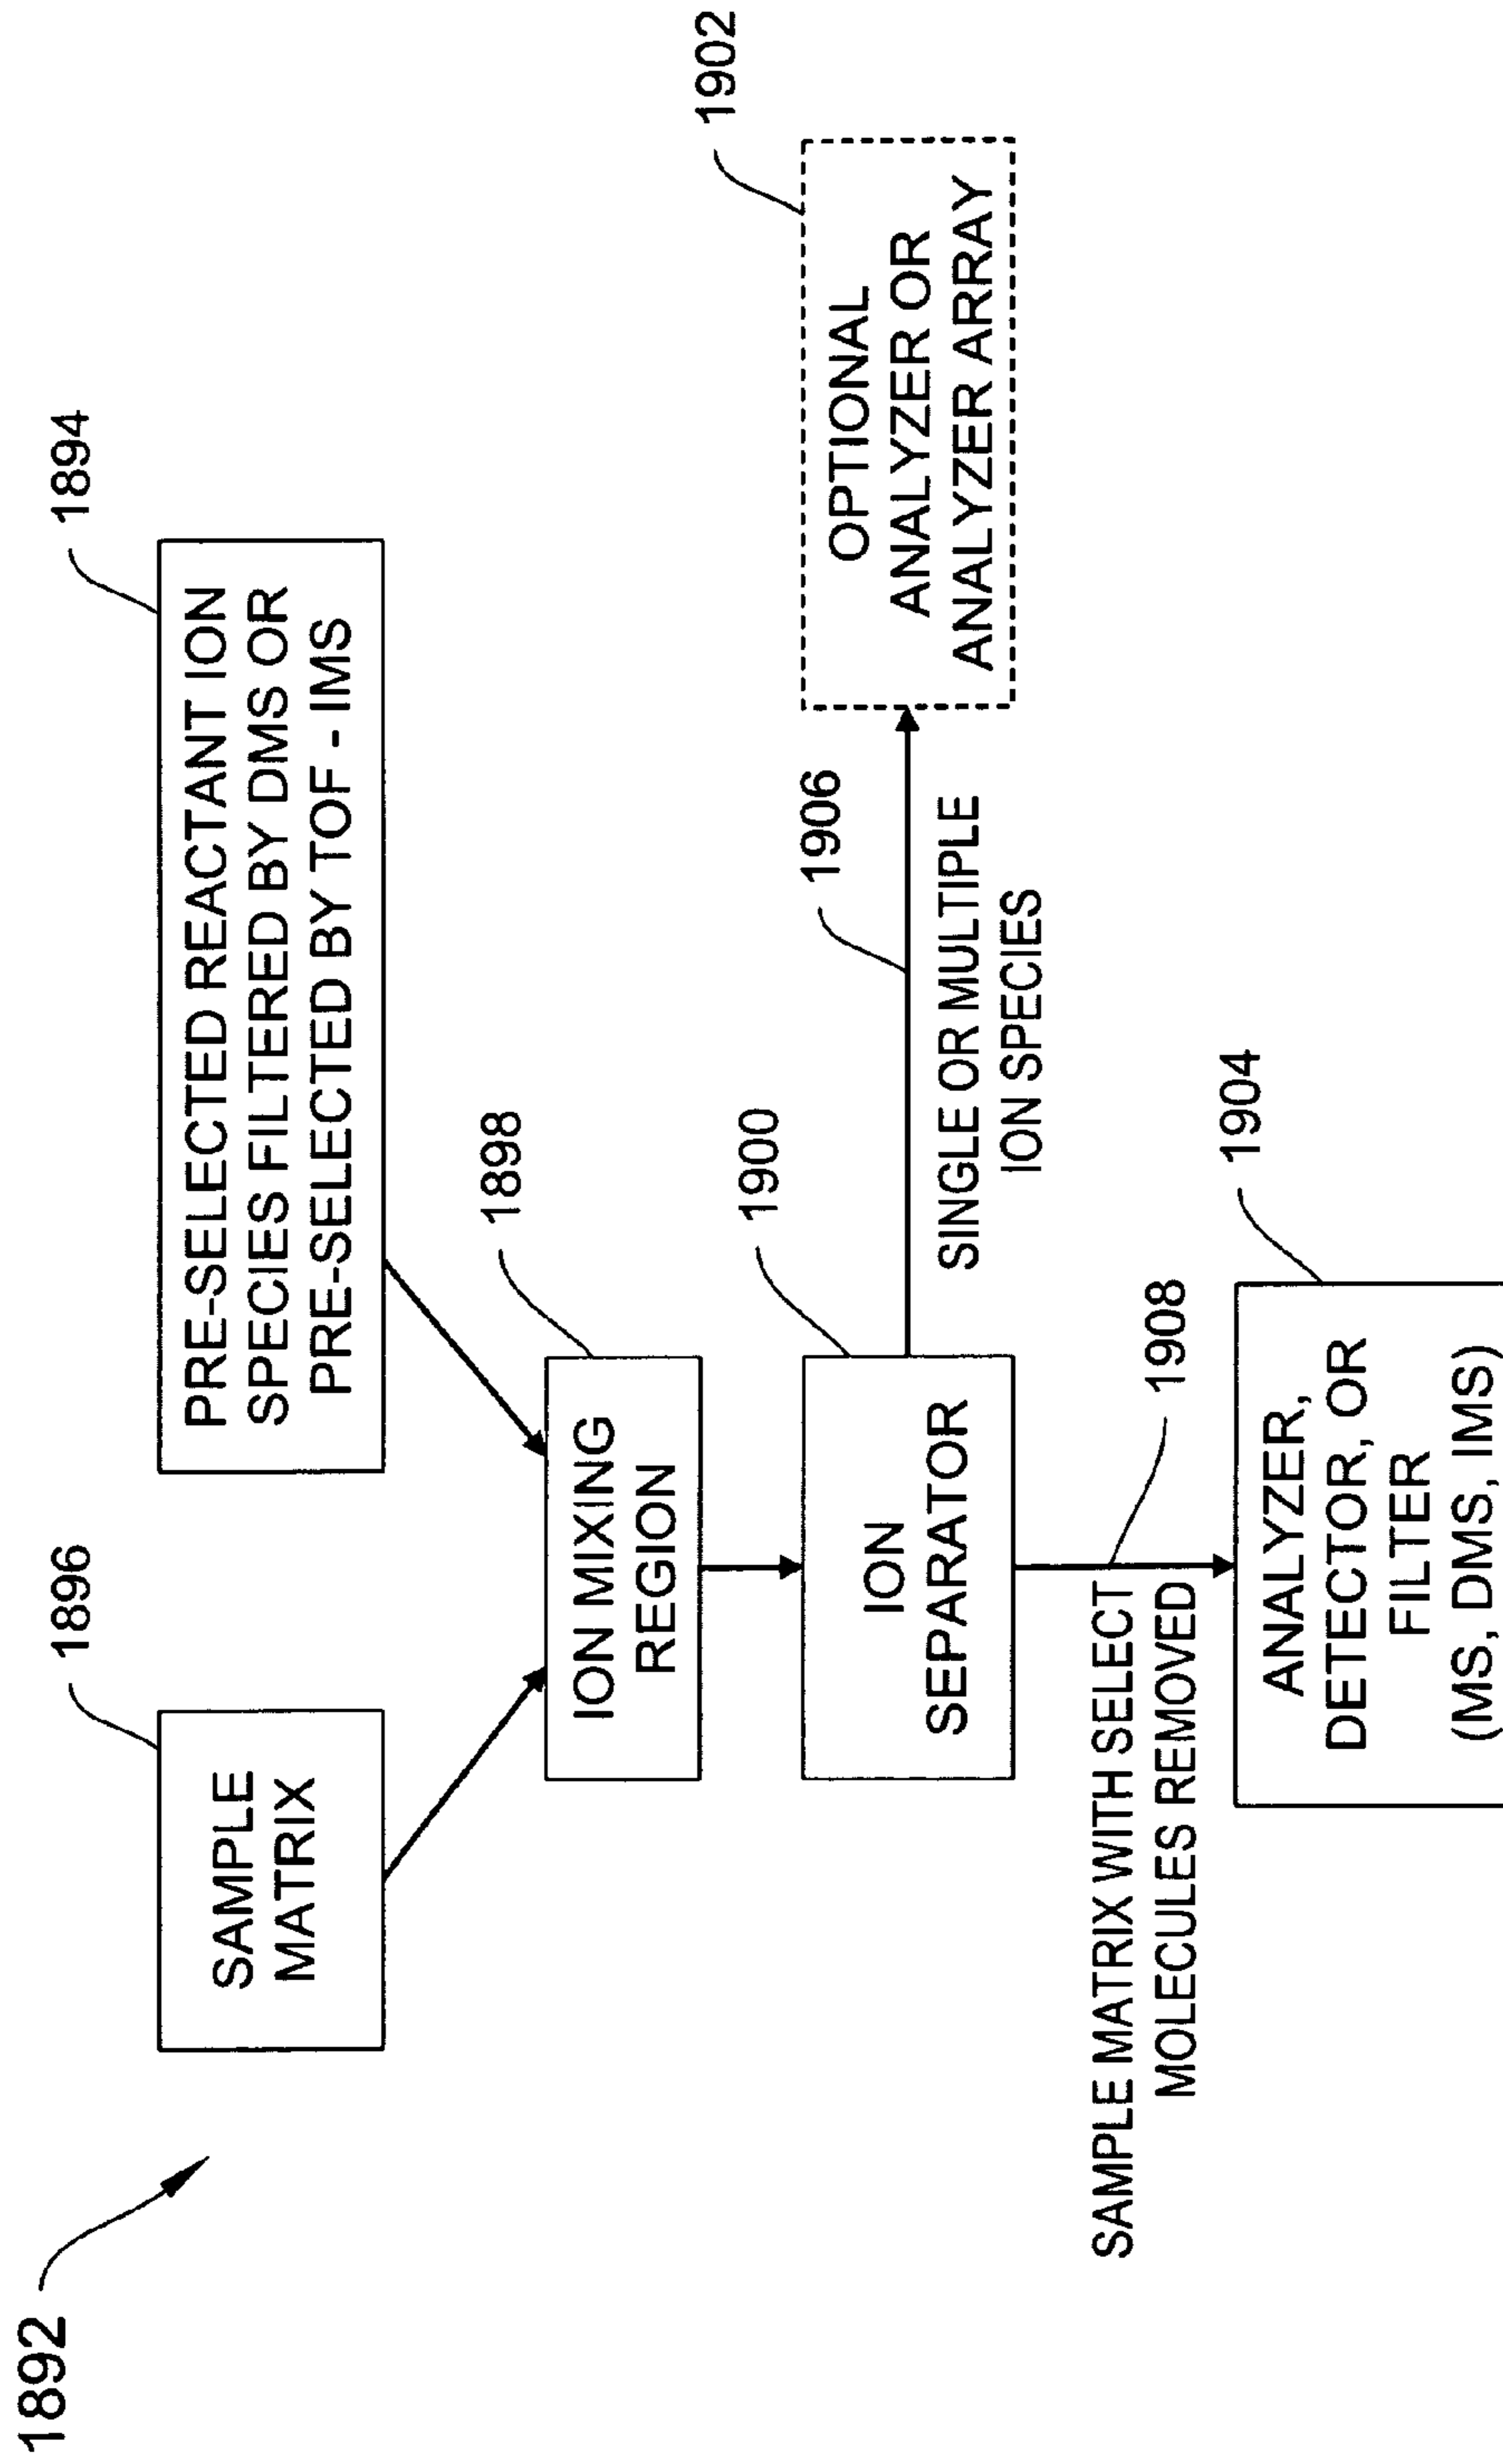 1892
1896
SAMPLE
MATRIX
1894
PRE-SELECTED REACTANT ION
SPECIES FILTERED BY DMS OR
PRE-SELECTED BY TOF - IMS
1898
ION MIXING
REGION
1900
ION
SEPARATOR
1906
SINGLE OR MULTIPLE
ION SPECIES
1902
OPTIONAL
ANALYZER OR
ANALYZER ARRAY
SAMPLE MATRIX WITH SELECT
MOLECULES REMOVED
1908
1904
ANALYZER,
DETECTOR, OR
FILTER
(MS, DMS, IMS)